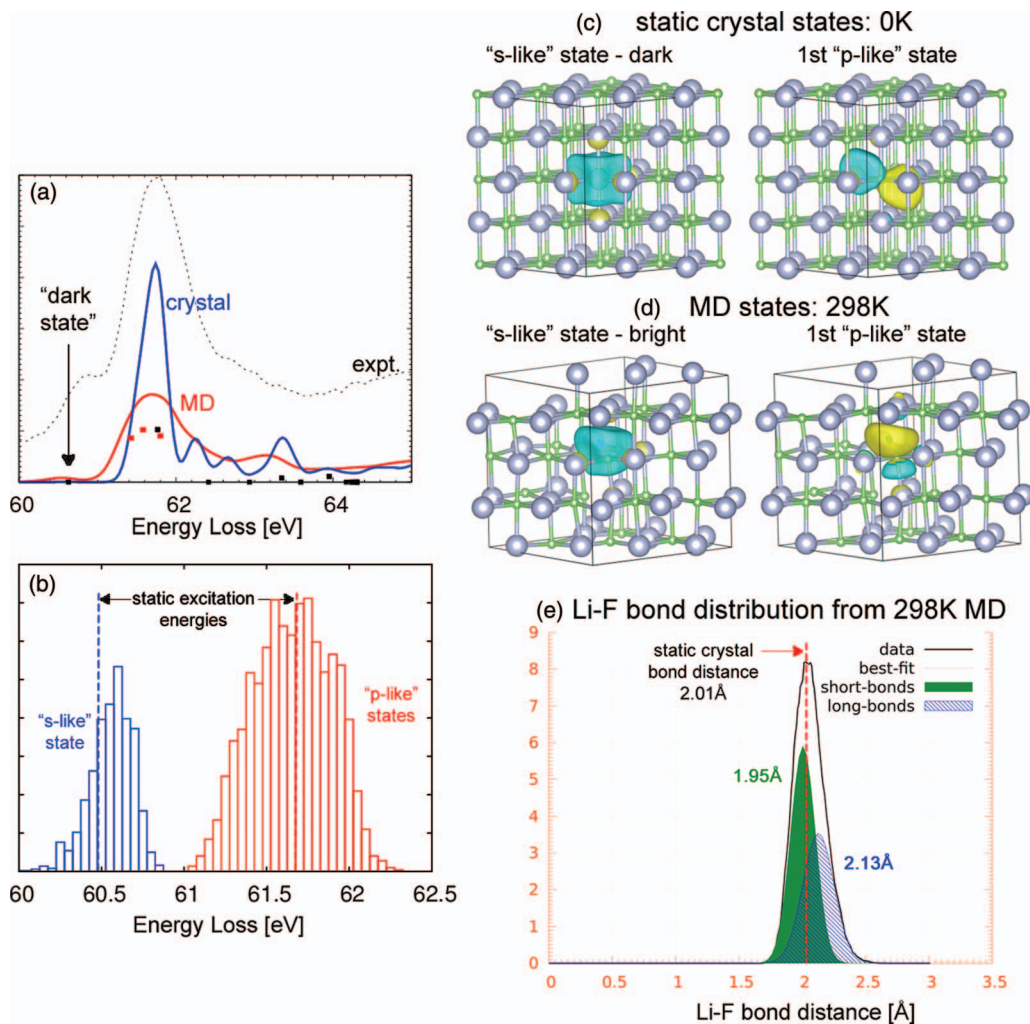 (a)
"dark
state"
crystal
MD
expt.
60
62
64
Energy Loss [eV]
(b)
static excitation
energies
"s-like"
state
"p-like"
states
60
60.5
61
61.5
62
62.5
Energy Loss [eV]
(c) static crystal states: 0K
"s-like" state - dark
1st "p-like" state
(d) MD states: 298K
"s-like" state - bright
1st "p-like" state
(e) Li-F bond distribution from 298K MD
9
8
7
6
5
4
3
2
1
0
static crystal
bond distance
2.01Å
data
best-fit
short-bonds
long-bonds
1.95Å
2.13Å
0
0.5
1
1.5
2
2.5
3
3.5
Li-F bond distance [Å]